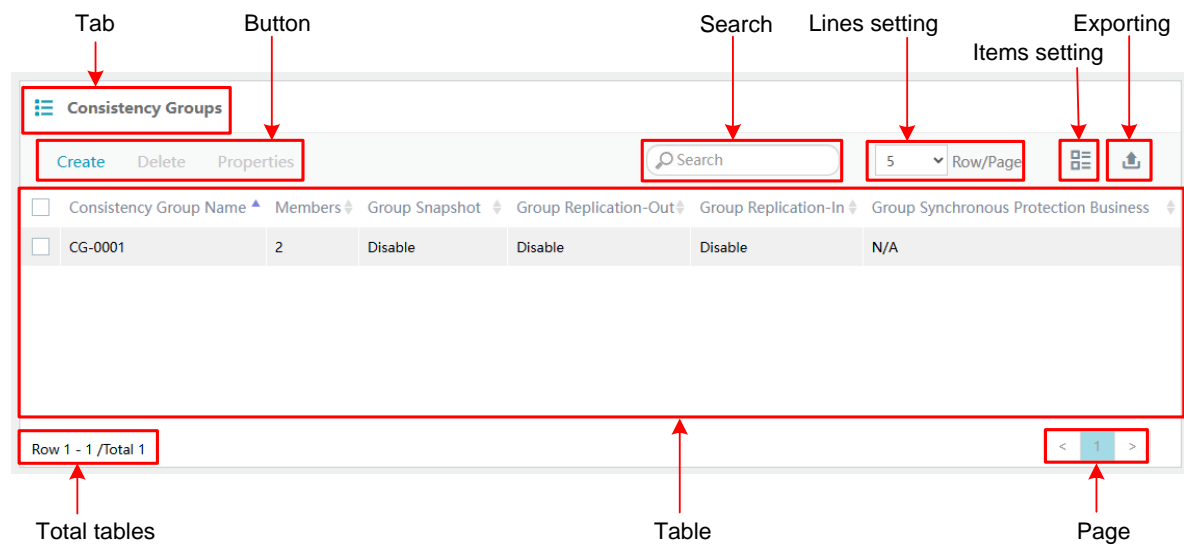 Tab Button Search Lines setting Exporting
Items setting
Consistency Groups
Create Delete Properties Search 5 Row/Page
Consistency Group Name Members Group Snapshot Group Replication-Out Group Replication-In Group Synchronous Protection Business
CG-0001 2 Disable Disable Disable N/A
Row 1 - 1 /Total 1 < 1 >
Total tables Table Page